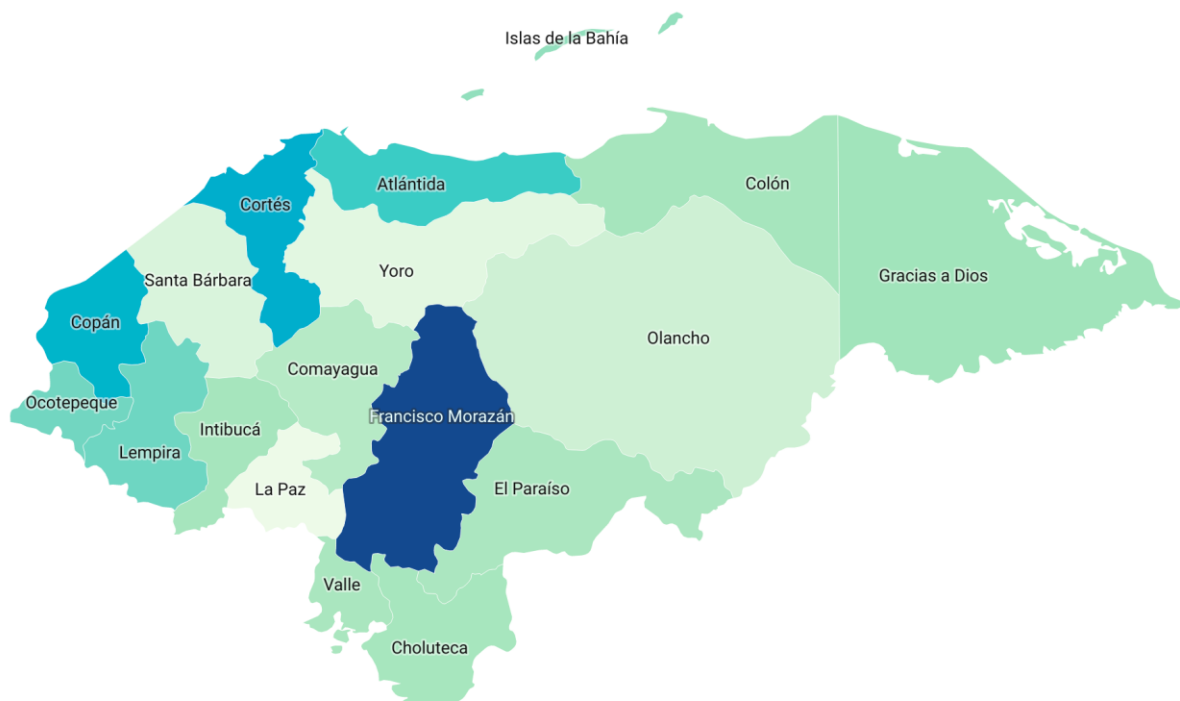 Islas de la Bahía
Atlántida
Colón
Cortés
Yoro
Santa Bárbara
Gracias a Dios
Copán
Olancho
Comayagua
Ocotepeque
Francisco Morazán
Intibucá
Lempira
La Paz
El Paraíso
Valle
Choluteca